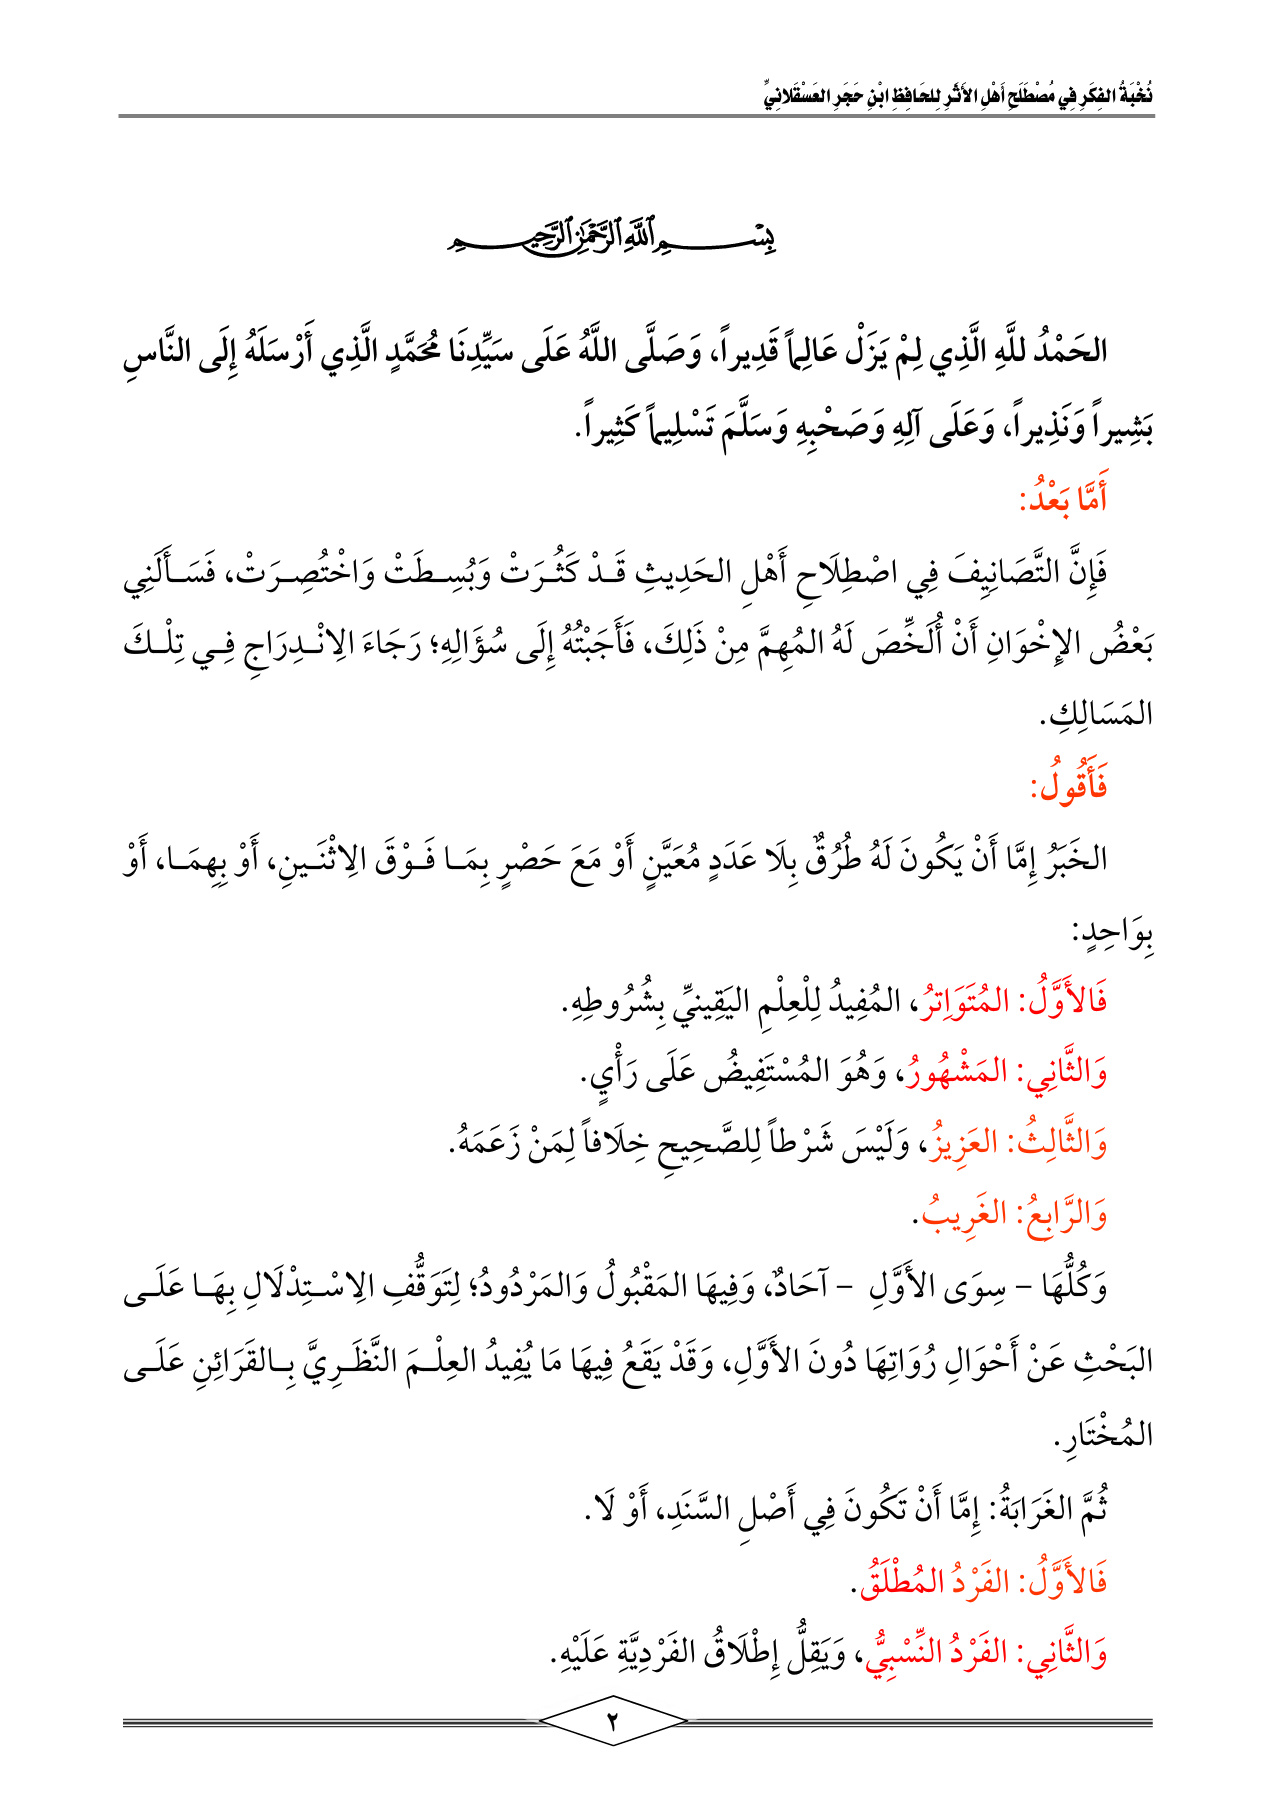 نُخْبَةُ الفِكَرِ فِي مُصْطَلَحِ أَهْلِ الأَثَرِ لِلحَافِظِ ابْنِ حَجَرٍ العَسْقَلانِيِّ
بِسْمِ اللَّهِ الرَّحْمَنِ الرَّحِيمِ
الحَمْدُ للَّهِ الَّذِي لِمْ يَزَلْ عَالِماً قَدِيراً، وَصَلَّى اللَّهُ عَلَى سَيِّدِنَا مُحَمَّدٍ الَّذِي أَرْسَلَهُ إِلَى النَّاسِ
بَشِيراً وَنَذِيراً، وَعَلَى آلِهِ وَصَحْبِهِ وَسَلَّمَ تَسْلِيماً كَثِيراً.
أَمَّا بَعْدُ:
فَإِنَّ التَّصَانِيفَ فِي اصْطِلَاحِ أَهْلِ الحَدِيثِ قَدْ كَثُرَتْ وَبُسِطَتْ وَاخْتُصِرَتْ، فَسَأَلَنِي
بَعْضُ الإِخْوَانِ أَنْ أُلَخِّصَ لَهُ المُهِمَّ مِنْ ذَلِكَ، فَأَجَبْتُهُ إِلَى سُؤَالِهِ؛ رَجَاءَ الِانْدِرَاجِ فِي تِلْكَ
المَسَالِكِ.
فَأَقُولُ:
الخَبَرُ إِمَّا أَنْ يَكُونَ لَهُ طُرُقٌ بِلَا عَدَدٍ مُعَيَّنٍ أَوْ مَعَ حَصْرٍ بِمَا فَوْقَ الِاثْنَينِ، أَوْ بِهِمَا، أَوْ
بِوَاحِدٍ:
فَالأَوَّلُ: المُتَوَاتِرُ، المُفِيدُ لِلْعِلْمِ اليَقِينيِّ بِشُرُوطِهِ.
وَالثَّانِي: المَشْهُورُ، وَهُوَ المُسْتَفِيضُ عَلَى رَأْيٍ.
وَالثَّالِثُ: العَزِيزُ، وَلَيْسَ شَرْطاً لِلصَّحِيحِ خِلَافاً لِمَنْ زَعَمَهُ.
وَالرَّابِعُ: الغَرِيبُ.
وَكُلُّهَا – سِوَى الأَوَّلِ – آحَادٌ، وَفِيهَا المَقْبُولُ وَالمَرْدُودُ؛ لِتَوَقُّفِ الِاسْتِدْلَالِ بِهَا عَلَى
البَحْثِ عَنْ أَحْوَالِ رُوَاتِهَا دُونَ الأَوَّلِ، وَقَدْ يَقَعُ فِيهَا مَا يُفِيدُ العِلْمَ النَّظَرِيَّ بِالقَرَائِنِ عَلَى
المُخْتَارِ.
ثُمَّ الغَرَابَةُ: إِمَّا أَنْ تَكُونَ فِي أَصْلِ السَّنَدِ، أَوْ لَا.
فَالأَوَّلُ: الفَرْدُ المُطْلَقُ.
وَالثَّانِي: الفَرْدُ النِّسْبِيُّ، وَيَقِلُّ إِطْلَاقُ الفَرْدِيَّةِ عَلَيْهِ.
٢